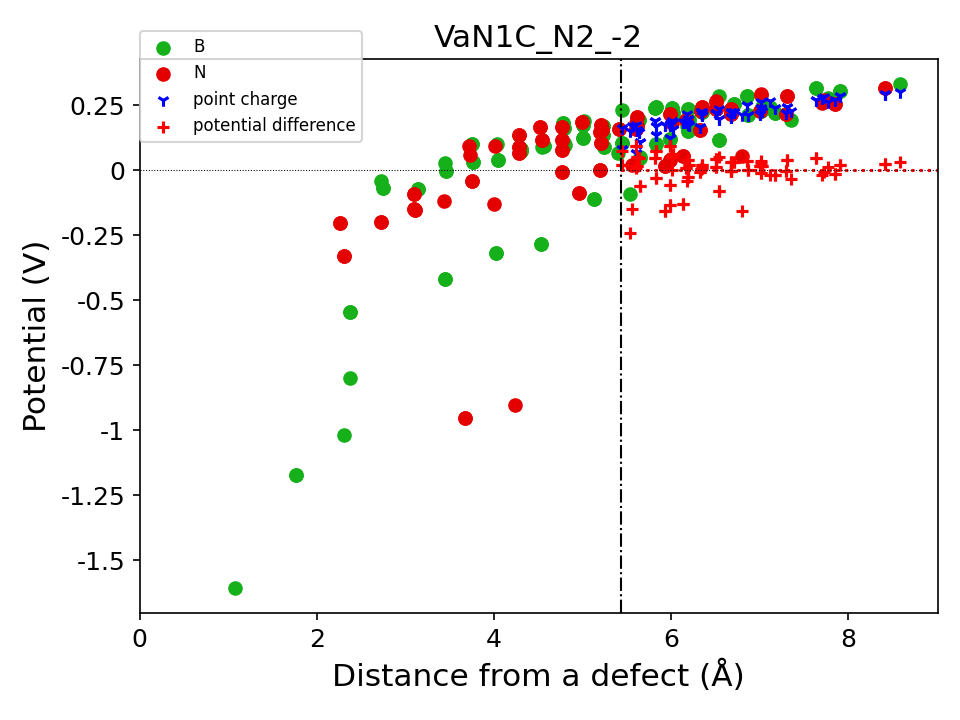 VaN1C_N2_-2
B
N
point charge
potential difference
0.25
0
-0.25
-0.5
-0.75
-1
-1.25
-1.5
Potential (V)
0 2 4 6 8
Distance from a defect (Å)